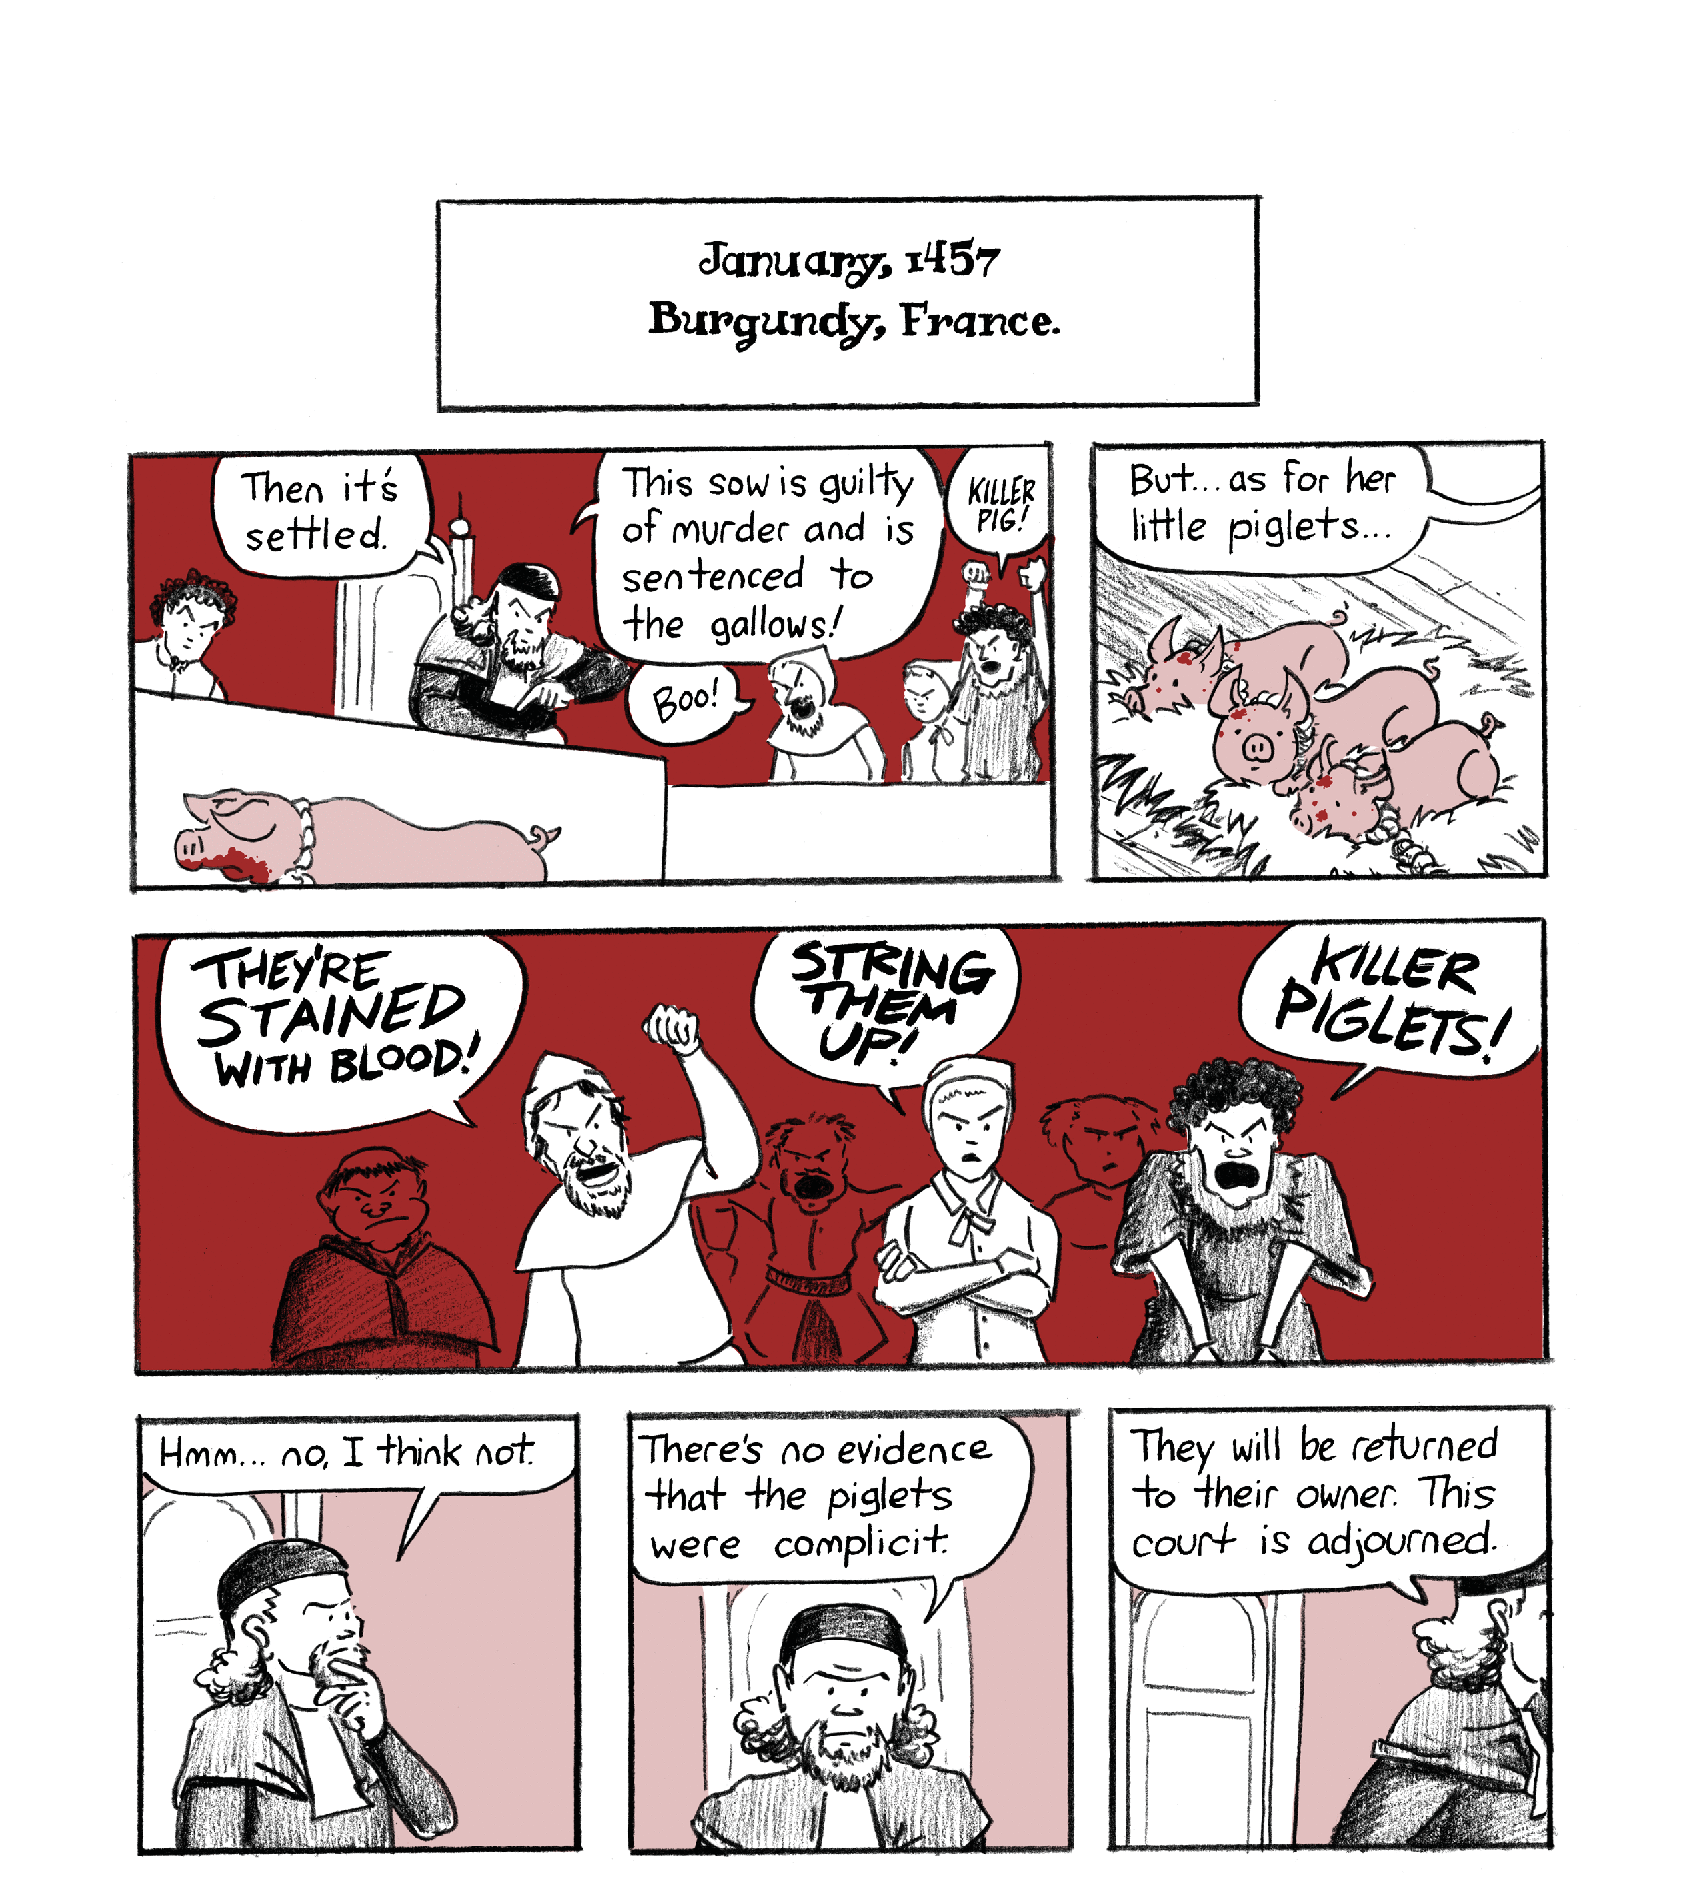 January, 1457
Burgundy, France.
Then it's
settled.
This sow is guilty
of murder and is
sentenced to
the gallows!
KILLER
PIG!
Boo!
But... as for her
little piglets...
THEY'RE
STAINED
WITH BLOOD!
STRING
THEM
UP!
KILLER
PIGLETS!
Hmm... no, I think not.
There's no evidence
that the piglets
were complicit.
They will be returned
to their owner. This
court is adjourned.